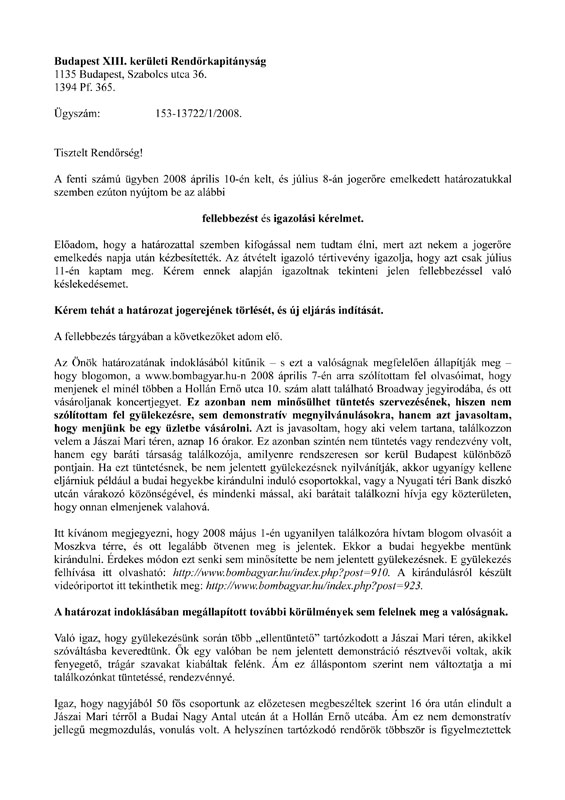 Budapest XIII. kerületi Rendőrkapitányság
1135 Budapest, Szabolcs utca 36.
1394 Pf. 365.
Ügyszám: 153-13722/1/2008.
Tisztelt Rendőrség!
A fenti számú ügyben 2008 április 10-én kelt, és július 8-án jogerőre emelkedett határozatukkal
szemben ezúton nyújtom be az alábbi
fellebbezést és igazolási kérelmet.
Előadom, hogy a határozattal szemben kifogással nem tudtam élni, mert azt nekem a jogerőre
emelkedés napja után kézbesítették. Az átvételt igazoló tértivevény igazolja, hogy azt csak július
11-én kaptam meg. Kérem ennek alapján igazoltnak tekinteni jelen fellebbezéssel való
késlekedésemet.
Kérem tehát a határozat jogerejének törlését, és új eljárás indítását.
A fellebbezés tárgyában a következőket adom elő.
Az Önök határozatának indoklásából kitűnik – s ezt a valóságnak megfelelően állapítják meg –
hogy blogomon, a www.bombagyar.hu-n 2008 április 7-én arra szólítottam fel olvasóimat, hogy
menjenek el minél többen a Hollán Ernő utca 10. szám alatt található Broadway jegyirodába, és ott
vásároljanak koncertjegyet. Ez azonban nem minősülhet tüntetés szervezésének, hiszen nem
szólítottam fel gyülekezésre, sem demonstratív megnyilvánulásokra, hanem azt javasoltam,
hogy menjünk be egy üzletbe vásárolni. Azt is javasoltam, hogy aki velem tartana, találkozzon
velem a Jászai Mari téren, aznap 16 órakor. Ez azonban szintén nem tüntetés vagy rendezvény volt,
hanem egy baráti társaság találkozója, amilyenre rendszeresen sor kerül Budapest különböző
pontjain. Ha ezt tüntetésnek, be nem jelentett gyülekezésnek nyilvánítják, akkor ugyanígy kellene
eljárniuk például a budai hegyekbe kirándulni induló csoportokkal, vagy a Nyugati téri Bank diszkó
utcán várakozó közönségével, és mindenki mással, aki barátait találkozni hívja egy közterületen,
hogy onnan elmenjenek valahová.
Itt kívánom megjegyezni, hogy 2008 május 1-én ugyanilyen találkozóra hívtam blogom olvasóit a
Moszkva térre, és ott legalább ötvenen meg is jelentek. Ekkor a budai hegyekbe mentünk
kirándulni. Érdekes módon ezt senki sem minősítette be nem jelentett gyülekezésnek. E gyülekezés
felhívása itt olvasható: http://www.bombagyar.hu/index.php?post=910. A kirándulásról készült
videóriportot itt tekinthetik meg: http://www.bombagyar.hu/index.php?post=923.
A határozat indoklásában megállapított további körülmények sem felelnek meg a valóságnak.
Való igaz, hogy gyülekezésünk során több „ellentüntető” tartózkodott a Jászai Mari téren, akikkel
szóváltásba keveredtünk. Ők egy valóban be nem jelentett demonstráció résztvevői voltak, akik
fenyegető, trágár szavakat kiabáltak felénk. Ám ez álláspontom szerint nem változtatja a mi
találkozónkat tüntetéssé, rendezvénnyé.
Igaz, hogy nagyjából 50 fős csoportunk az előzetesen megbeszéltek szerint 16 óra után elindult a
Jászai Mari térről a Budai Nagy Antal utcán át a Hollán Ernő utcába. Ám ez nem demonstratív
jellegű megmozdulás, vonulás volt. A helyszínen tartózkodó rendőrök többször is figyelmeztettek